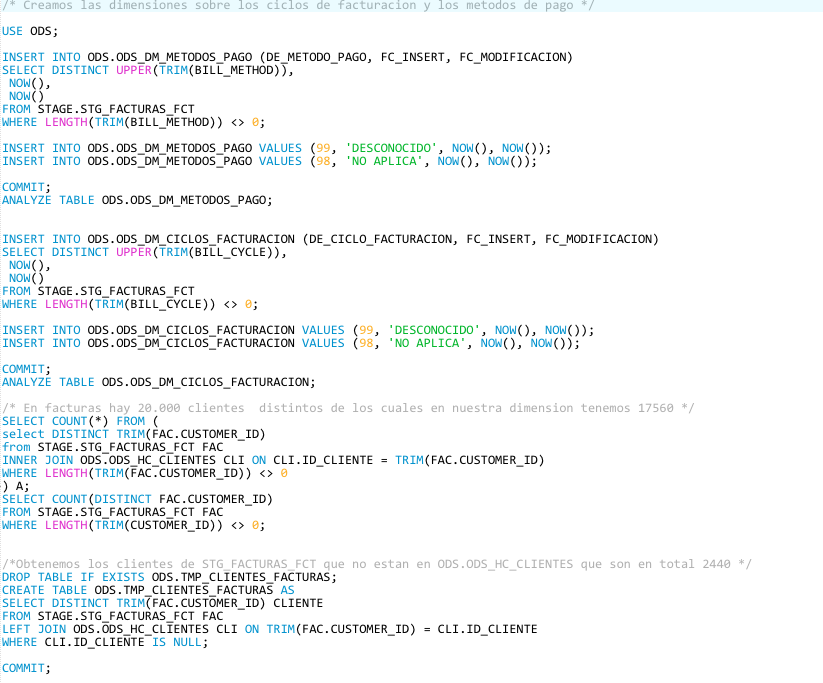 /* Creamos las dimensiones sobre los ciclos de facturacion y los metodos de pago */
USE ODS;
INSERT INTO ODS.ODS_DM_METODOS_PAGO (DE_METODO_PAGO, FC_INSERT, FC_MODIFICACION)
SELECT DISTINCT UPPER(TRIM(BILL_METHOD)),
NOW(),
NOW()
FROM STAGE.STG_FACTURAS_FCT
WHERE LENGTH(TRIM(BILL_METHOD)) <> 0;
INSERT INTO ODS.ODS_DM_METODOS_PAGO VALUES (99, 'DESCONOCIDO', NOW(), NOW());
INSERT INTO ODS.ODS_DM_METODOS_PAGO VALUES (98, 'NO APLICA', NOW(), NOW());
COMMIT;
ANALYZE TABLE ODS.ODS_DM_METODOS_PAGO;
INSERT INTO ODS.ODS_DM_CICLOS_FACTURACION (DE_CICLO_FACTURACION, FC_INSERT, FC_MODIFICACION)
SELECT DISTINCT UPPER(TRIM(BILL_CYCLE)),
NOW(),
NOW()
FROM STAGE.STG_FACTURAS_FCT
WHERE LENGTH(TRIM(BILL_CYCLE)) <> 0;
INSERT INTO ODS.ODS_DM_CICLOS_FACTURACION VALUES (99, 'DESCONOCIDO', NOW(), NOW());
INSERT INTO ODS.ODS_DM_CICLOS_FACTURACION VALUES (98, 'NO APLICA', NOW(), NOW());
COMMIT;
ANALYZE TABLE ODS.ODS_DM_CICLOS_FACTURACION;
/* En facturas hay 20.000 clientes  distintos de los cuales en nuestra dimension tenemos 17560 */
SELECT COUNT(*) FROM (
select DISTINCT TRIM(FAC.CUSTOMER_ID)
from STAGE.STG_FACTURAS_FCT FAC
INNER JOIN ODS.ODS_HC_CLIENTES CLI ON CLI.ID_CLIENTE = TRIM(FAC.CUSTOMER_ID)
WHERE LENGTH(TRIM(FAC.CUSTOMER_ID)) <> 0
) A;
SELECT COUNT(DISTINCT FAC.CUSTOMER_ID)
FROM STAGE.STG_FACTURAS_FCT FAC
WHERE LENGTH(TRIM(CUSTOMER_ID)) <> 0;
/*Obtenemos los clientes de STG_FACTURAS_FCT que no estan en ODS.ODS_HC_CLIENTES que son en total 2440 */
DROP TABLE IF EXISTS ODS.TMP_CLIENTES_FACTURAS;
CREATE TABLE ODS.TMP_CLIENTES_FACTURAS AS
SELECT DISTINCT TRIM(FAC.CUSTOMER_ID) CLIENTE
FROM STAGE.STG_FACTURAS_FCT FAC
LEFT JOIN ODS.ODS_HC_CLIENTES CLI ON TRIM(FAC.CUSTOMER_ID) = CLI.ID_CLIENTE
WHERE CLI.ID_CLIENTE IS NULL;
COMMIT;